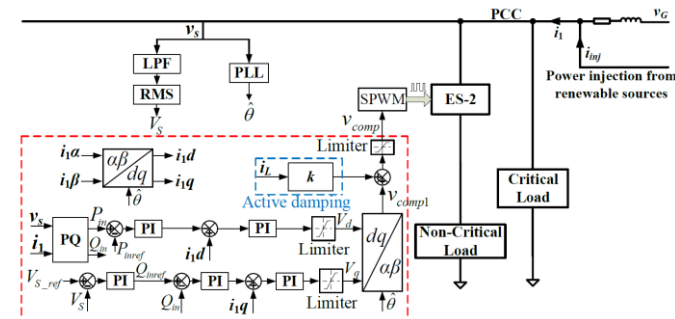 PCC
v_G
v_s
i_1
i_inj
LPF
PLL
RMS
V_S
θ̂
SPWM
ES-2
Power injection from
renewable sources
v_comp
Limiter
i_1α
αβ
dq
i_1d
i_1β
i_1q
θ̂
i_L
k
Active damping
v_comp1
Critical
Load
v_s
i_1
PQ
P_in
Q_in
PI
P_inref
i_1d
PI
V_d
Limiter
dq
αβ
Non-Critical
Load
V_S_ref
V_S
PI
Q_inref
Q_in
PI
i_1q
PI
V_q
Limiter
θ̂